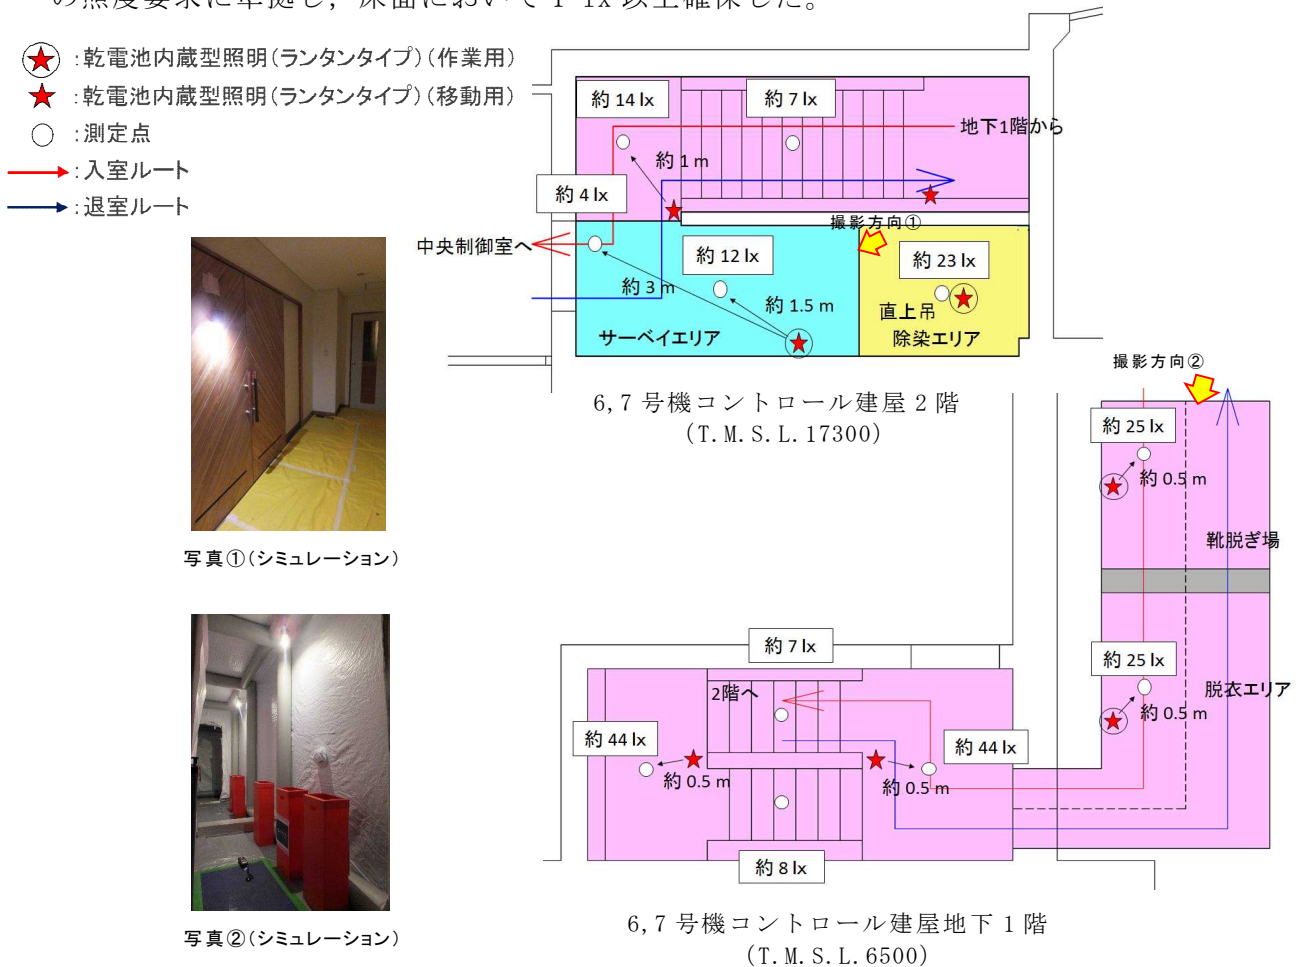 の照度要求に準拠し，床面において 1 lx 以上確保した。
：乾電池内蔵型照明（ランタンタイプ）（作業用）
：乾電池内蔵型照明（ランタンタイプ）（移動用）
：測定点
：入室ルート
：退室ルート
約 14 lx
約 7 lx
地下1階から
約 1 m
約 4 lx
撮影方向①
中央制御室へ
約 12 lx
約 23 lx
約 3 m
約 1.5 m
直上吊
サーベイエリア
除染エリア
6,7 号機コントロール建屋 2 階
(T.M.S.L.17300)
写真①（シミュレーション）
撮影方向②
約 25 lx
約 0.5 m
靴脱ぎ場
約 25 lx
脱衣エリア
約 0.5 m
約 7 lx
2階へ
約 44 lx
約 44 lx
約 0.5 m
約 0.5 m
約 8 lx
6,7 号機コントロール建屋地下 1 階
(T.M.S.L.6500)
写真②（シミュレーション）